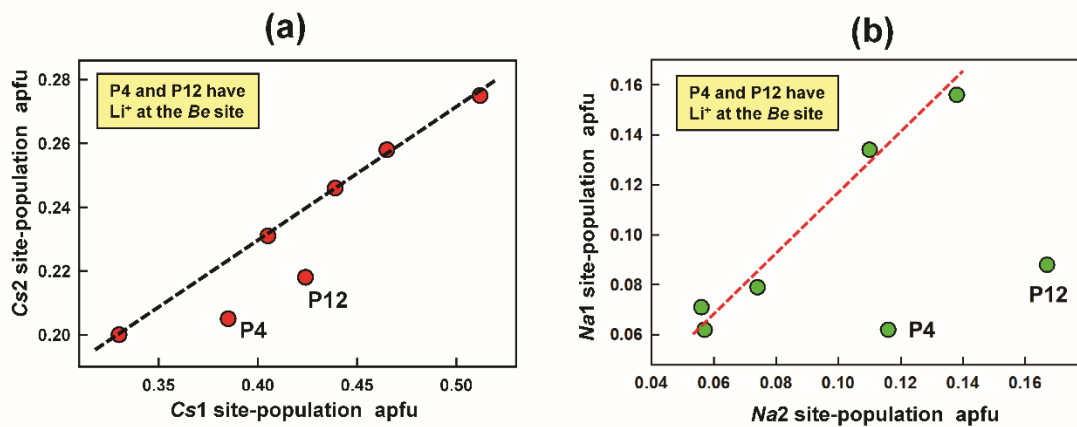 (a)
P4 and P12 have
Li⁺ at the Be site
0.28
0.26
0.24
0.22
0.20
Cs2 site-population apfu
P12
P4
0.35
0.40
0.45
0.50
Cs1 site-population apfu
(b)
P4 and P12 have
Li⁺ at the Be site
0.16
0.14
0.12
0.10
0.08
0.06
Na1 site-population apfu
P12
P4
0.04
0.06
0.08
0.10
0.12
0.14
0.16
Na2 site-population apfu